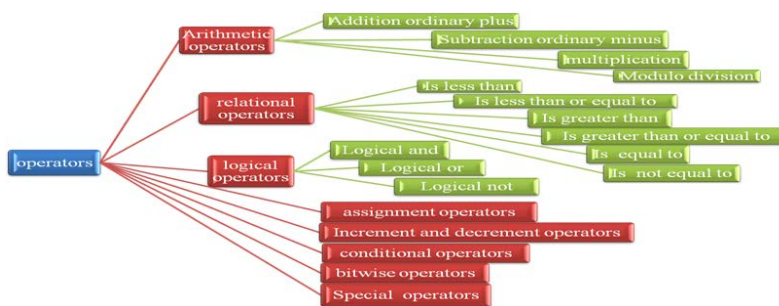 operators
Arithmetic
operators
Addition ordinary plus
Subtraction ordinary minus
multiplication
Modulo division
relational
operators
Is less than
Is less than or equal to
Is greater than
Is greater than or equal to
Is equal to
Is not equal to
logical
operators
Logical and
Logical or
Logical not
assignment operators
Increment and decrement operators
conditional operators
bitwise operators
Special operators